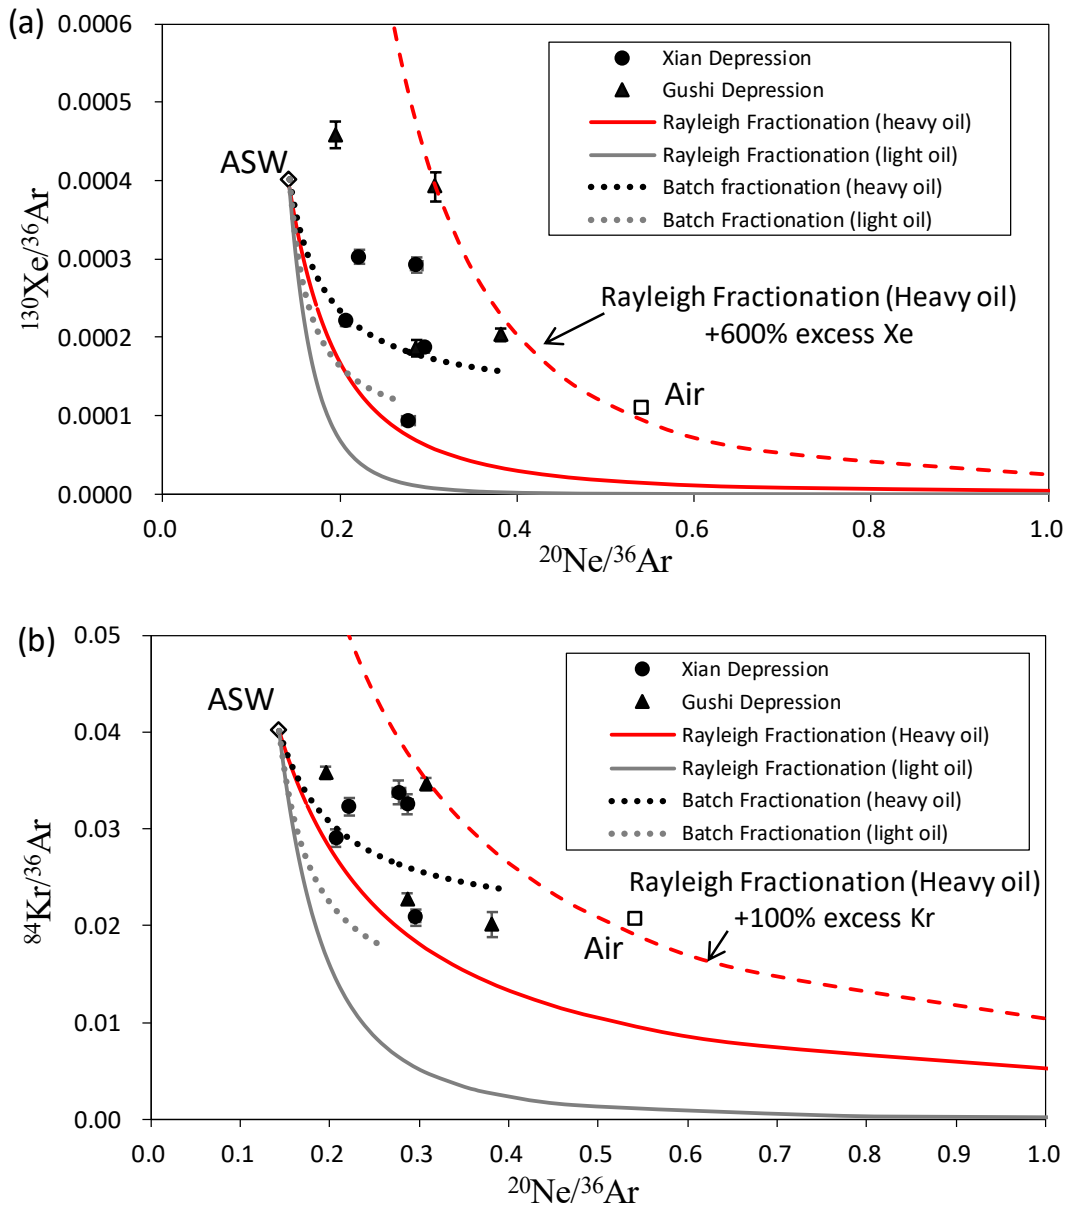 (a)
0.0006
0.0005
0.0004
0.0003
0.0002
0.0001
0.0000
¹³⁰Xe/³⁶Ar
ASW
Xian Depression
Gushi Depression
Rayleigh Fractionation (heavy oil)
Rayleigh Fractionation (light oil)
Batch fractionation (heavy oil)
Batch Fractionation (light oil)
Rayleigh Fractionation (Heavy oil)
+600% excess Xe
Air
0.0 0.2 0.4 0.6 0.8 1.0
²⁰Ne/³⁶Ar
(b)
0.05
0.04
0.03
0.02
0.01
0.00
⁸⁴Kr/³⁶Ar
ASW
Xian Depression
Gushi Depression
Rayleigh Fractionation (Heavy oil)
Rayleigh Fractionation (light oil)
Batch Fractionation (heavy oil)
Batch Fractionation (light oil)
Rayleigh Fractionation (Heavy oil)
+100% excess Kr
Air
0.0 0.1 0.2 0.3 0.4 0.5 0.6 0.7 0.8 0.9 1.0
²⁰Ne/³⁶Ar